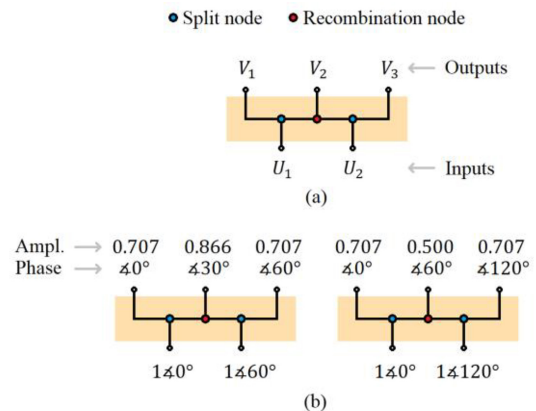 Split node Recombination node
V₁ V₂ V₃ ← Outputs
U₁ U₂ ← Inputs
(a)
Ampl. → 0.707 0.866 0.707 0.707 0.500 0.707
Phase → ∡0° ∡30° ∡60° ∡0° ∡60° ∡120°
1∡0° 1∡60° 1∡0° 1∡120°
(b)